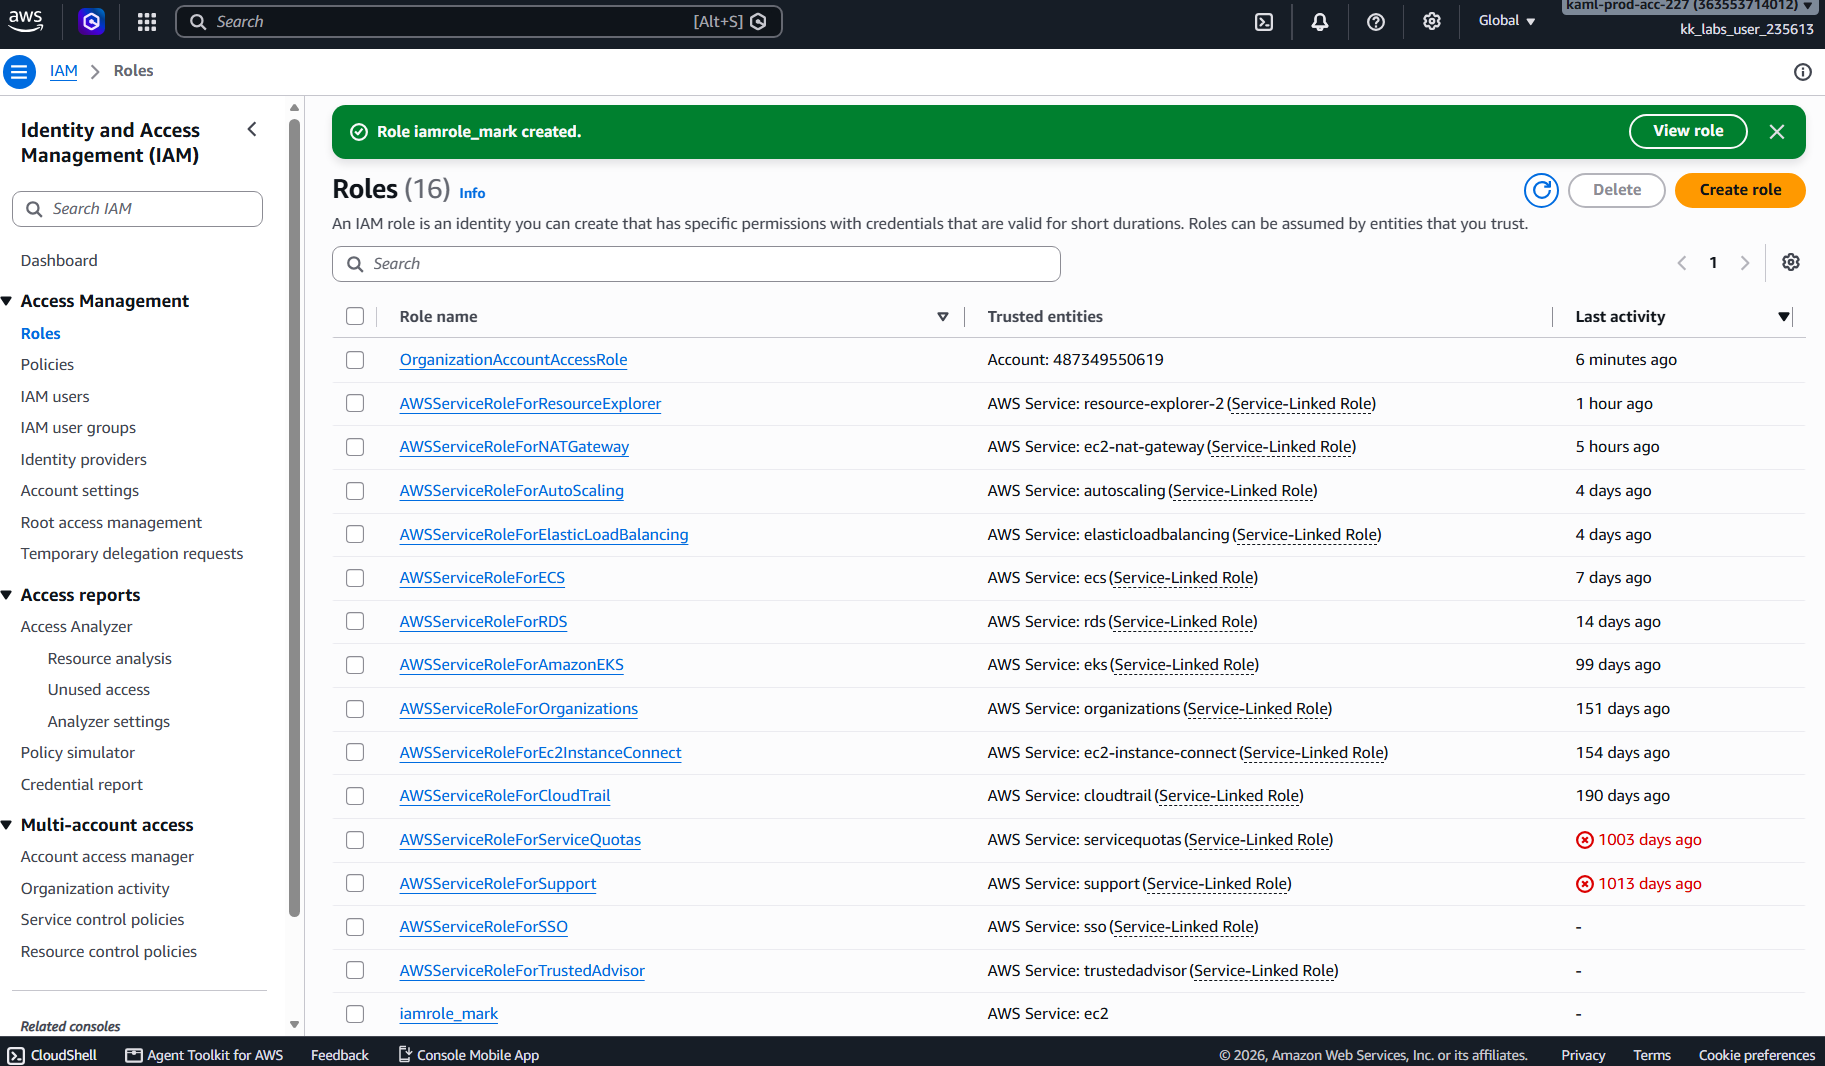 aws
Search [Alt+S]
Global
kaml-prod-acc-227 (363553714012)
kk_labs_user_235613
IAM
Roles
Identity and Access Management (IAM)
Search IAM
Dashboard
Access Management
Roles
Policies
IAM users
IAM user groups
Identity providers
Account settings
Root access management
Temporary delegation requests
Access reports
Access Analyzer
Resource analysis
Unused access
Analyzer settings
Policy simulator
Credential report
Multi-account access
Account access manager
Organization activity
Service control policies
Resource control policies
Related consoles
Role iamrole_mark created.
View role
Roles (16) Info
Delete
Create role
An IAM role is an identity you can create that has specific permissions with credentials that are valid for short durations. Roles can be assumed by entities that you trust.
Search
1
Role name Trusted entities Last activity
OrganizationAccountAccessRole Account: 487349550619 6 minutes ago
AWSServiceRoleForResourceExplorer AWS Service: resource-explorer-2 (Service-Linked Role) 1 hour ago
AWSServiceRoleForNATGateway AWS Service: ec2-nat-gateway (Service-Linked Role) 5 hours ago
AWSServiceRoleForAutoScaling AWS Service: autoscaling (Service-Linked Role) 4 days ago
AWSServiceRoleForElasticLoadBalancing AWS Service: elasticloadbalancing (Service-Linked Role) 4 days ago
AWSServiceRoleForECS AWS Service: ecs (Service-Linked Role) 7 days ago
AWSServiceRoleForRDS AWS Service: rds (Service-Linked Role) 14 days ago
AWSServiceRoleForAmazonEKS AWS Service: eks (Service-Linked Role) 99 days ago
AWSServiceRoleForOrganizations AWS Service: organizations (Service-Linked Role) 151 days ago
AWSServiceRoleForEc2InstanceConnect AWS Service: ec2-instance-connect (Service-Linked Role) 154 days ago
AWSServiceRoleForCloudTrail AWS Service: cloudtrail (Service-Linked Role) 190 days ago
AWSServiceRoleForServiceQuotas AWS Service: servicequotas (Service-Linked Role) 1003 days ago
AWSServiceRoleForSupport AWS Service: support (Service-Linked Role) 1013 days ago
AWSServiceRoleForSSO AWS Service: sso (Service-Linked Role) -
AWSServiceRoleForTrustedAdvisor AWS Service: trustedadvisor (Service-Linked Role) -
iamrole_mark AWS Service: ec2 -
CloudShell Agent Toolkit for AWS Feedback Console Mobile App © 2026, Amazon Web Services, Inc. or its affiliates. Privacy Terms Cookie preferences